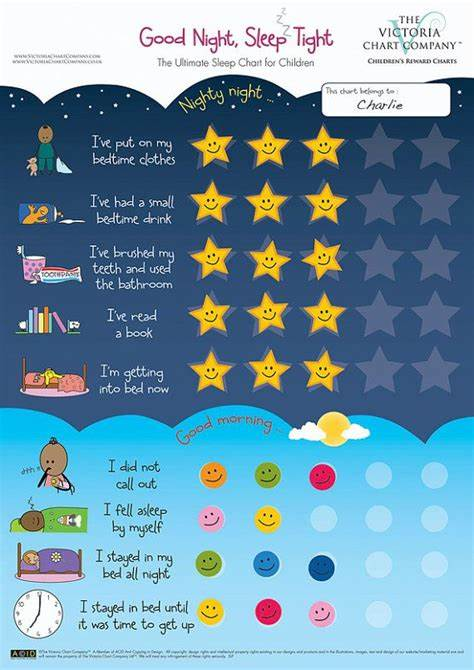 Good Night, Sleep Tight
The Ultimate Sleep Chart for Children
www.VictoriaChartCompany.com
www.VictoriaChartCompany.co.uk
THE
VICTORIA
CHART COMPANY™
CHILDREN'S REWARD CHARTS
This chart belongs to :
Charlie
Nighty night ...
I've put on my
bedtime clothes
I've had a small
bedtime drink
I've brushed my
teeth and used
the bathroom
TOOTHPASTE
I've read
a book
I'm getting
into bed now
Good morning ...
I did not
call out
shh
I fell asleep
by myself
I stayed in my
bed all night
I stayed in bed until
it was time to get up
ACID